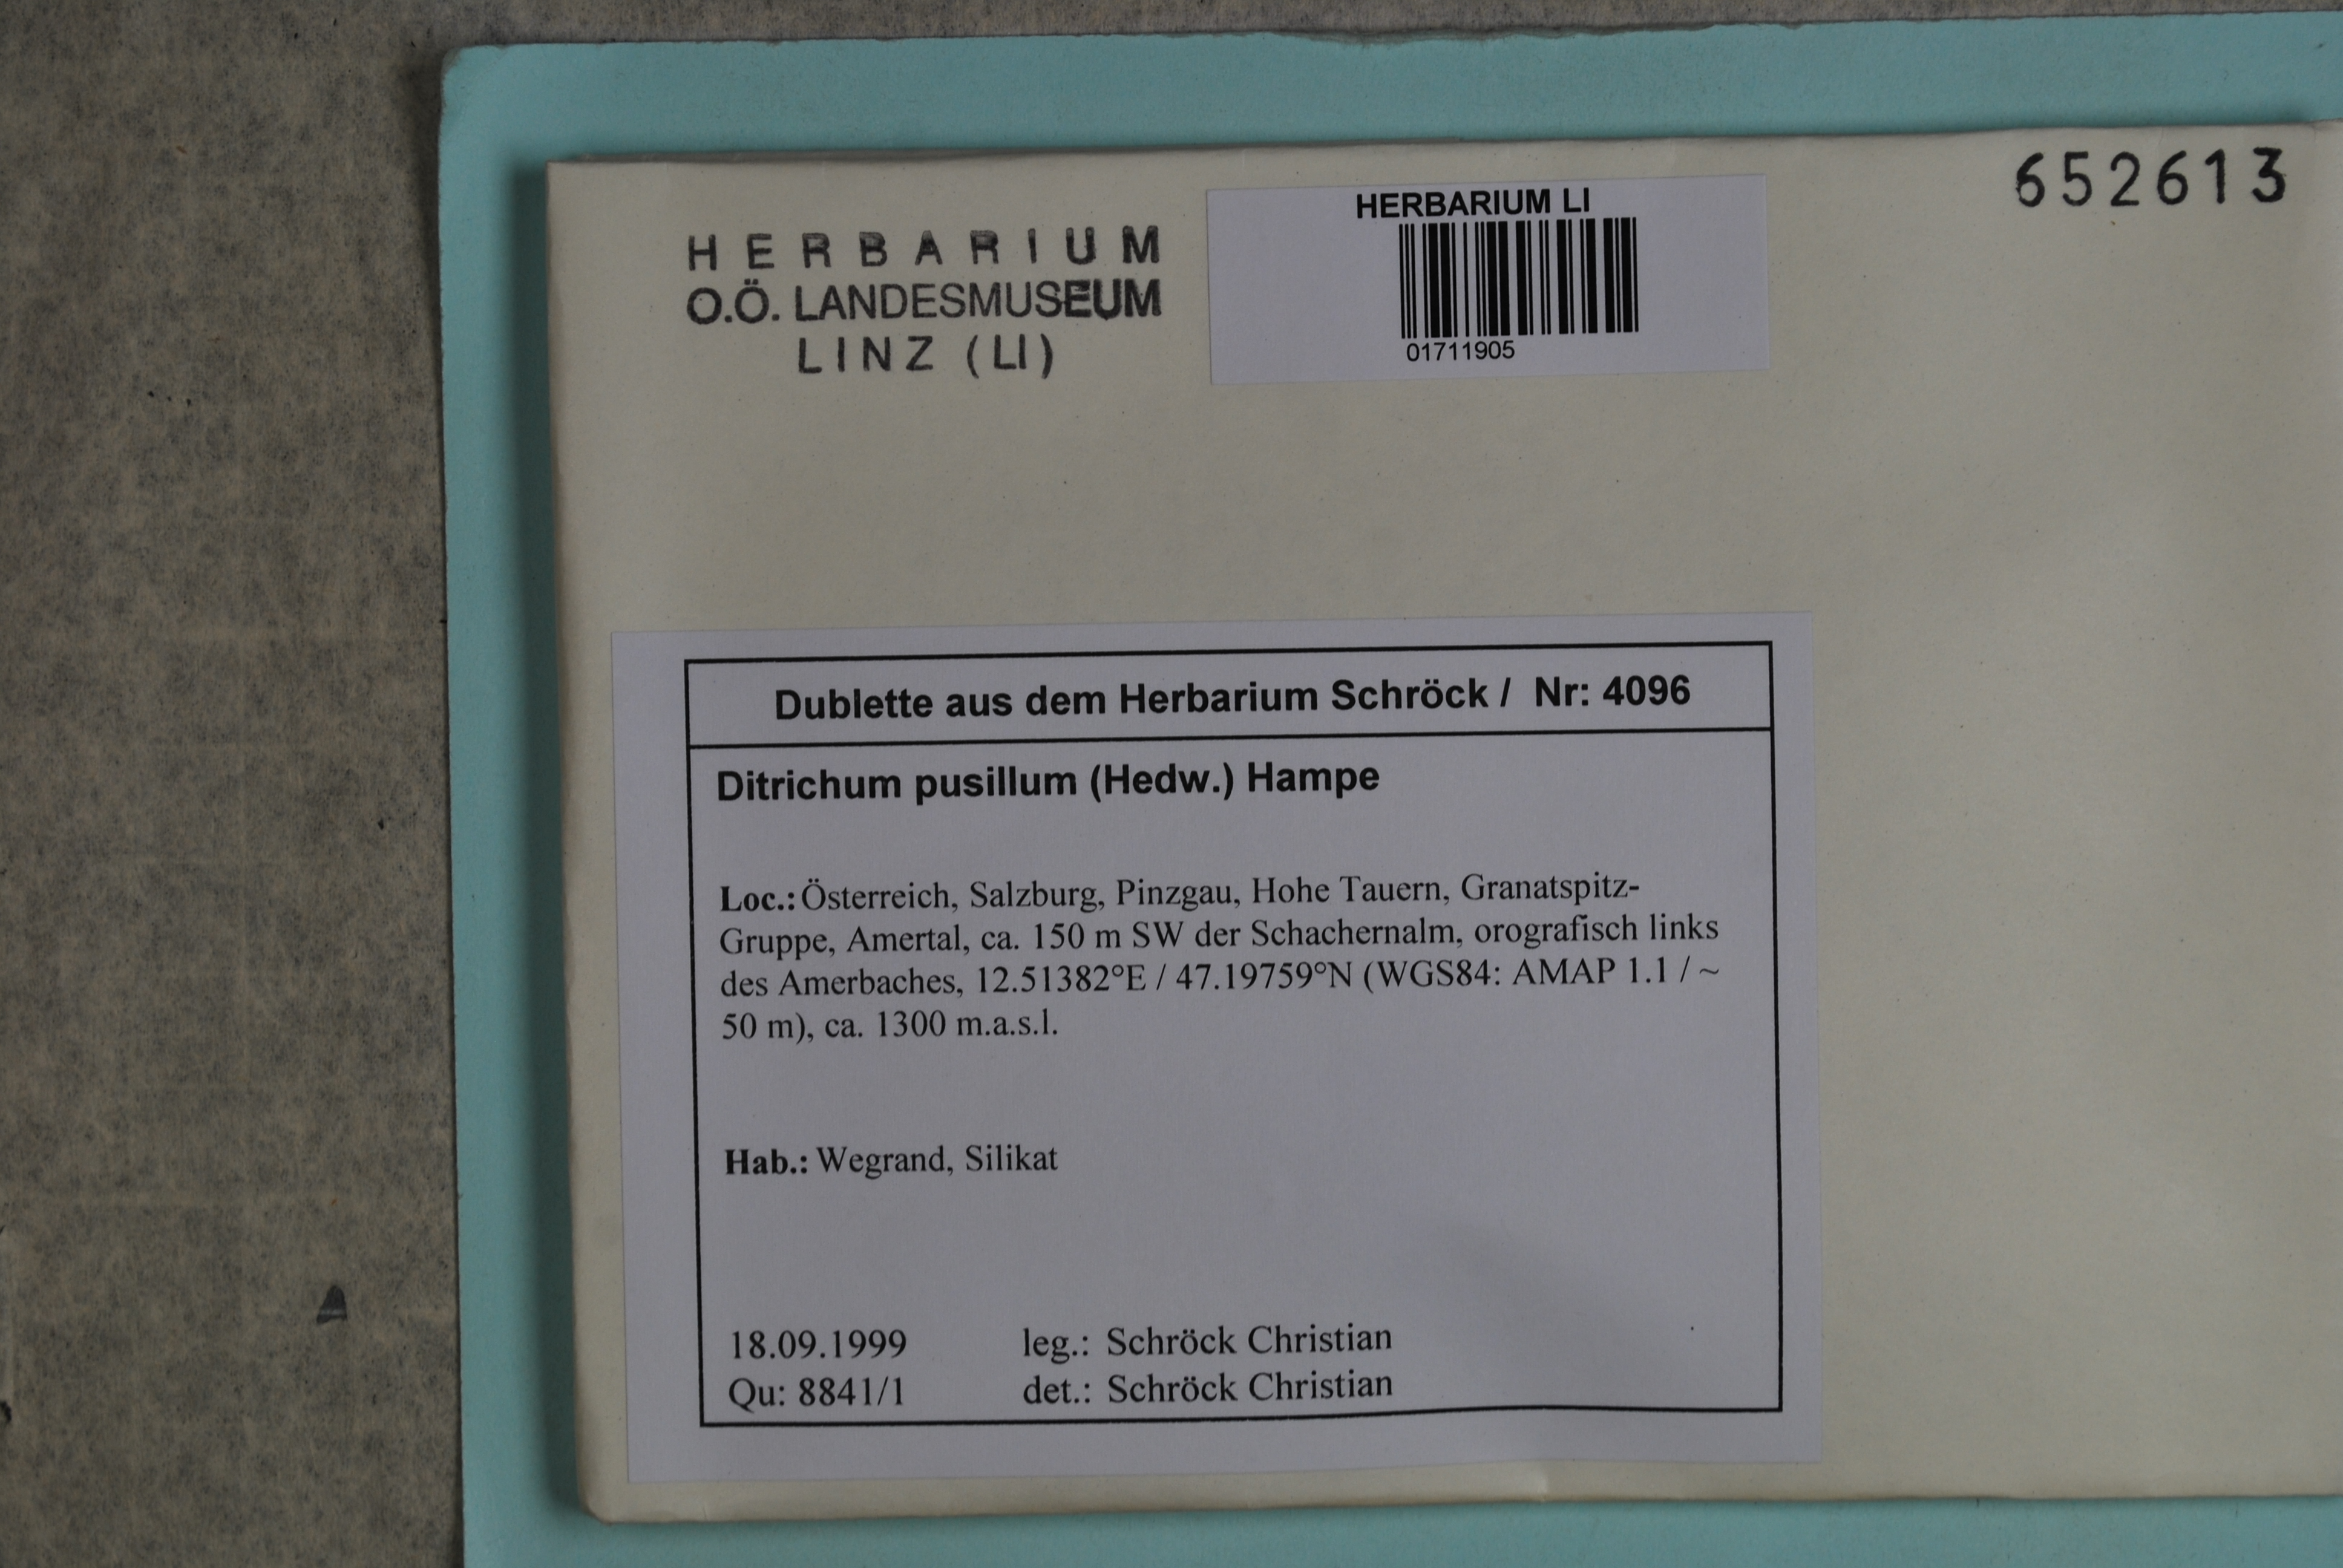 HERBARIUM
O.Ö. LANDESMUSEUM
LINZ (LI)
HERBARIUM LI
01711905
652613
Dublette aus dem Herbarium Schröck / Nr: 4096
Ditrichum pusillum (Hedw.) Hampe
Loc.: Österreich, Salzburg, Pinzgau, Hohe Tauern, Granatspitz-
Gruppe, Amertal, ca. 150 m SW der Schachernalm, orografisch links
des Amerbaches, 12.51382°E / 47.19759°N (WGS84: AMAP 1.1 / ~
50 m), ca. 1300 m.a.s.l.
Hab.: Wegrand, Silikat
18.09.1999 leg.: Schröck Christian
Qu: 8841/1 det.: Schröck Christian